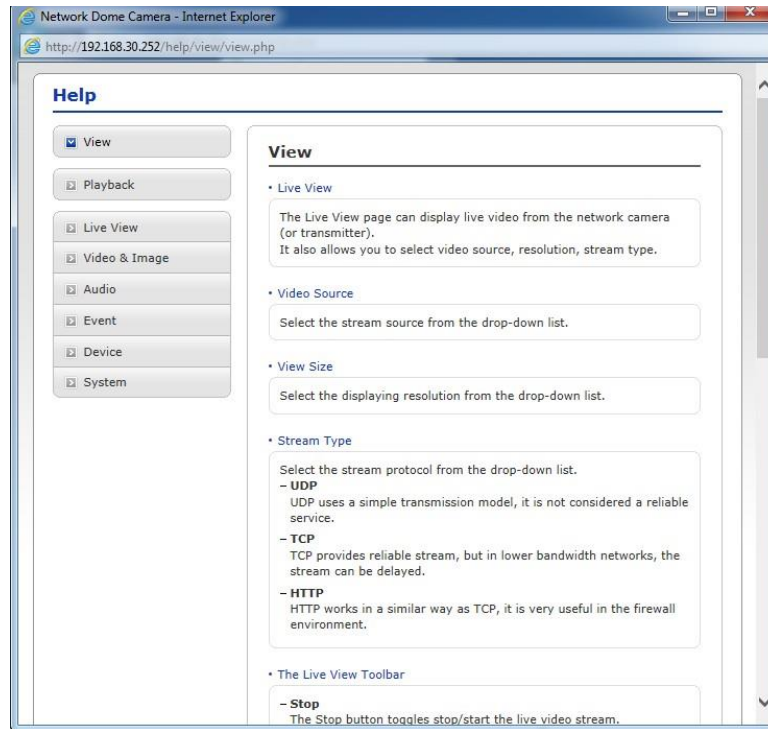 Network Dome Camera - Internet Explorer
http://192.168.30.252/help/view/view.php
Help
View
Playback
Live View
Video & Image
Audio
Event
Device
System
View
• Live View
The Live View page can display live video from the network camera
(or transmitter).
It also allows you to select video source, resolution, stream type.
• Video Source
Select the stream source from the drop-down list.
• View Size
Select the displaying resolution from the drop-down list.
• Stream Type
Select the stream protocol from the drop-down list.
– UDP
UDP uses a simple transmission model, it is not considered a reliable
service.
– TCP
TCP provides reliable stream, but in lower bandwidth networks, the
stream can be delayed.
– HTTP
HTTP works in a similar way as TCP, it is very useful in the firewall
environment.
• The Live View Toolbar
– Stop
The Stop button toggles stop/start the live video stream.